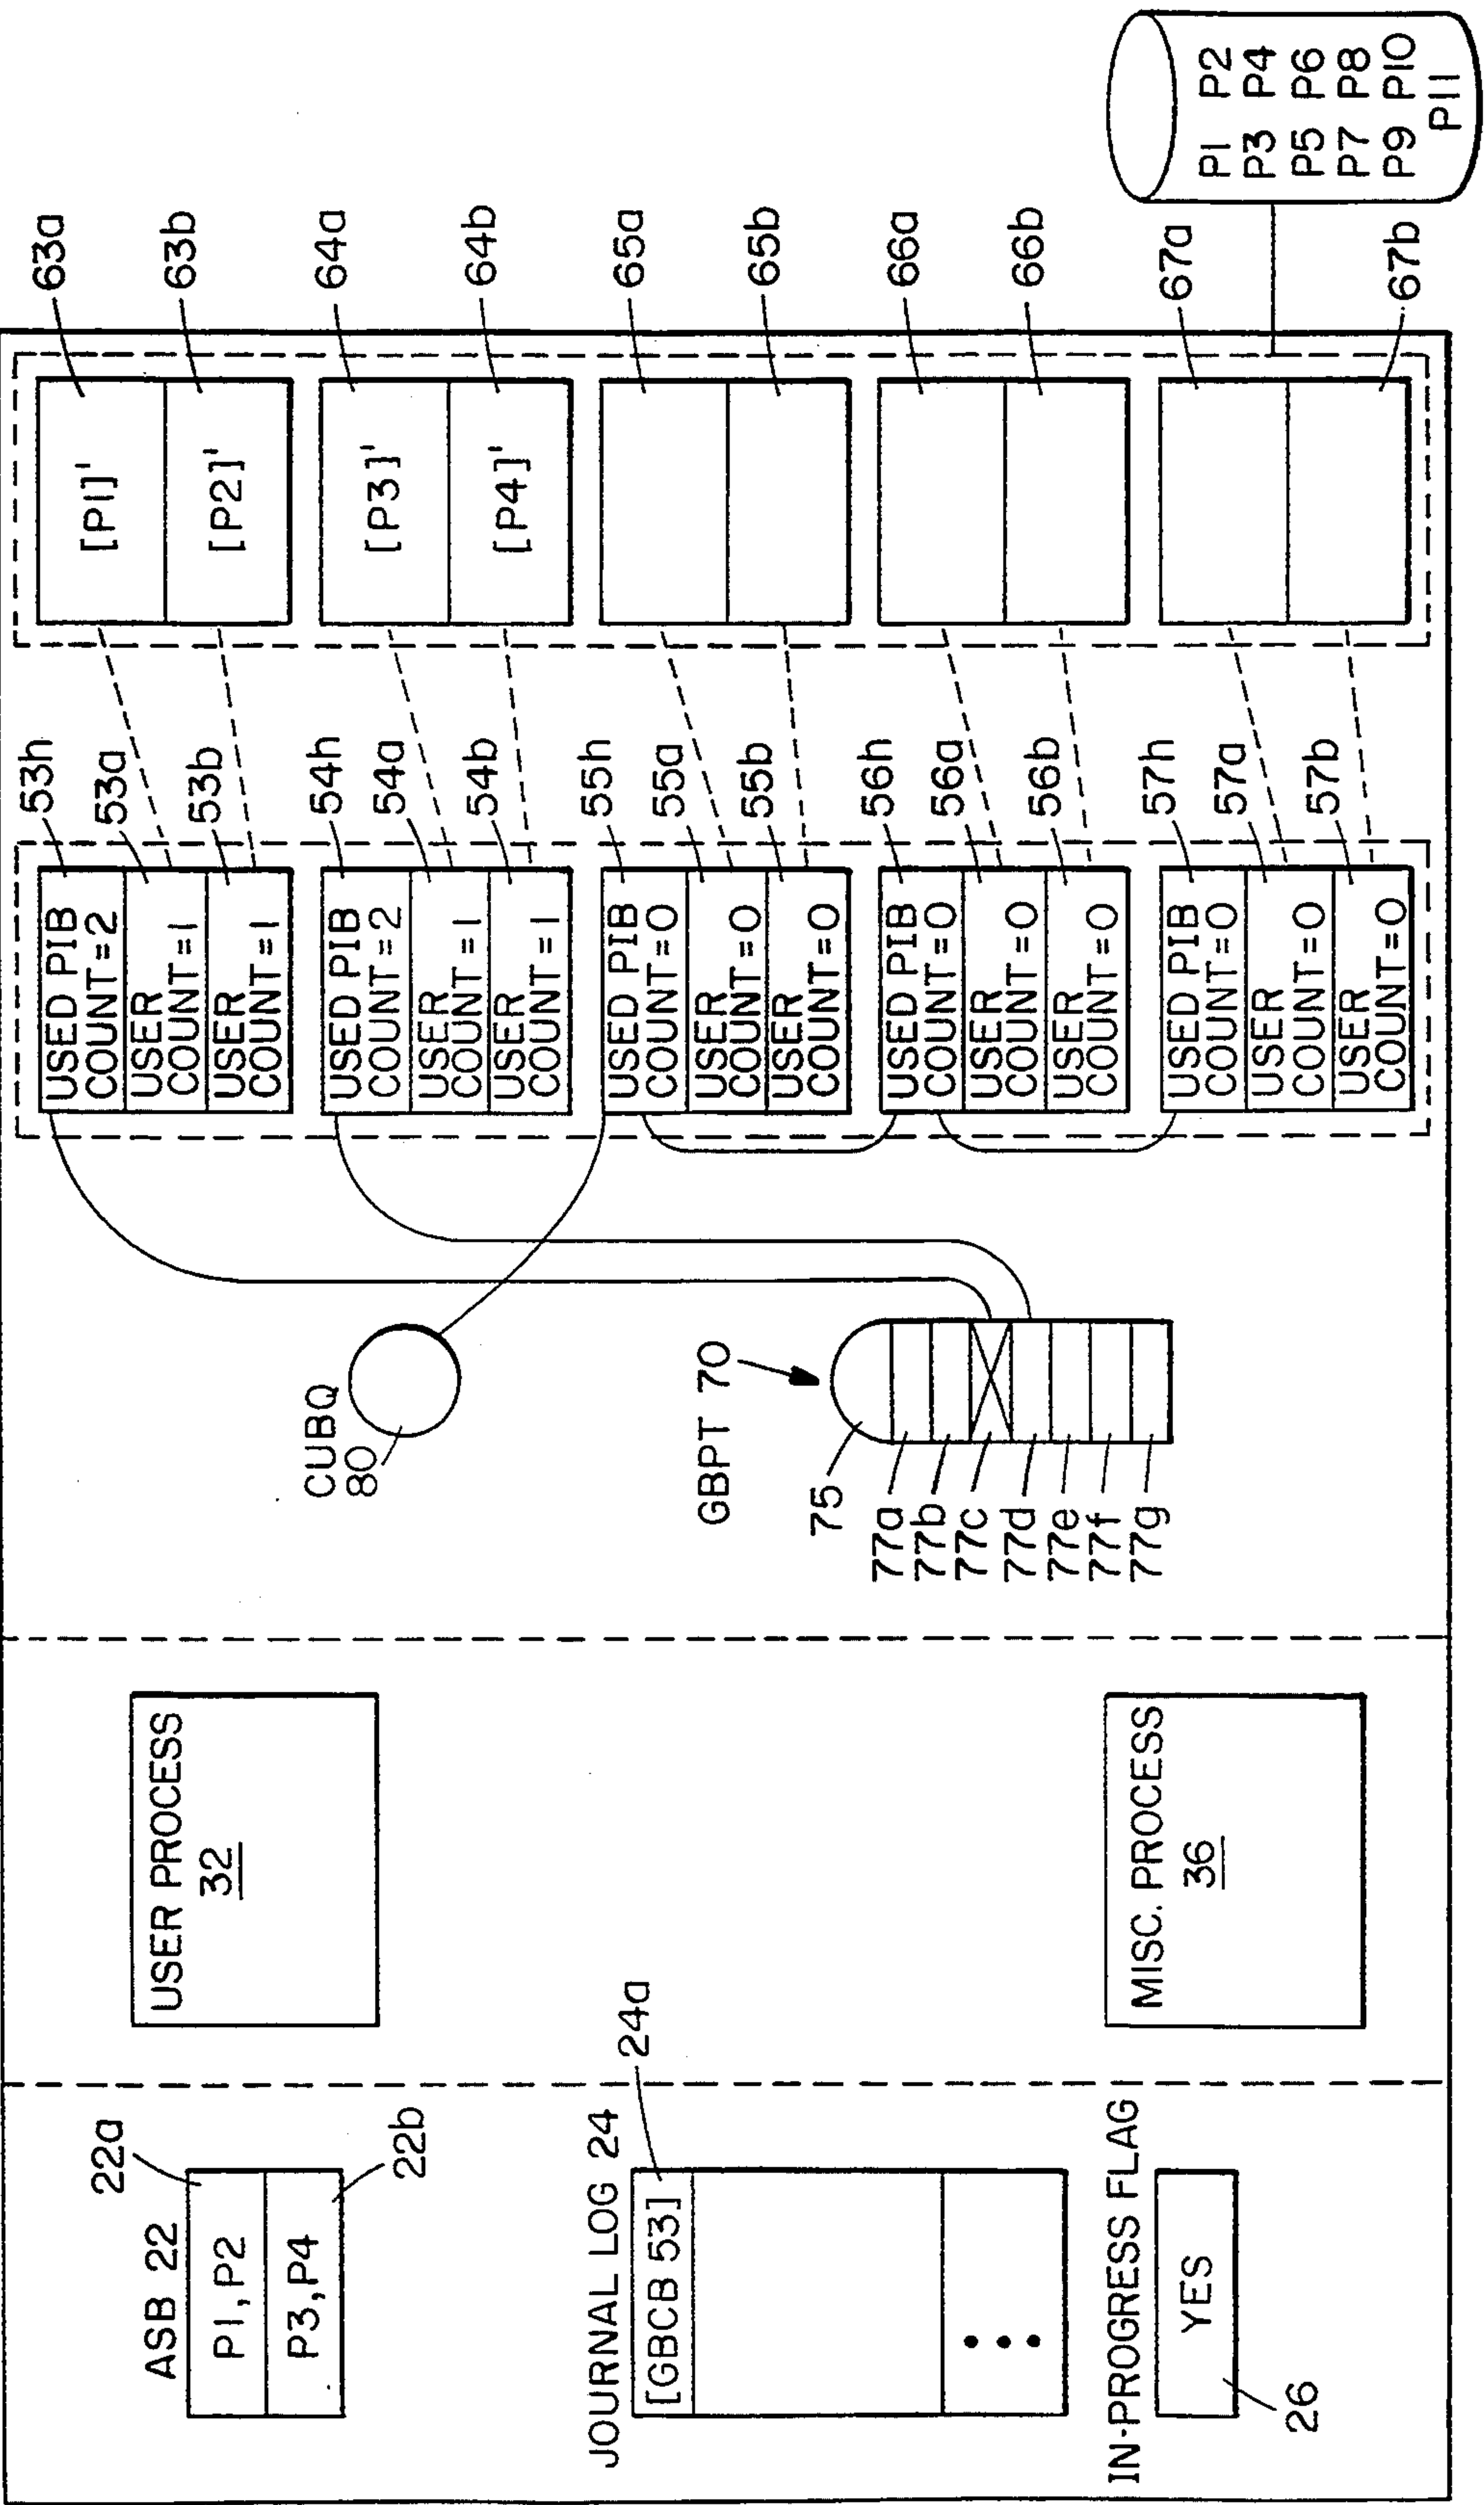 ASB 22
22a
P1,P2
P3,P4
22b
JOURNAL LOG 24
24a
[GBCB 53]
IN-PROGRESS FLAG
YES
26
USER PROCESS
32
MISC. PROCESS
36
CUBQ
80
GBPT 70
75
77a
77b
77c
77d
77e
77f
77g
53h
USED PIB
COUNT=2
53a
USER
COUNT=1
53b
USER
COUNT=1
54h
USED PIB
COUNT=2
54a
USER
COUNT=1
54b
USER
COUNT=1
55h
USED PIB
COUNT=0
55a
USER
COUNT=0
55b
USER
COUNT=0
56h
USED PIB
COUNT=0
56a
USER
COUNT=0
56b
USER
COUNT=0
57h
USED PIB
COUNT=0
57a
USER
COUNT=0
57b
USER
COUNT=0
63a
[P1]'
63b
[P2]'
64a
[P3]'
64b
[P4]'
65a
65b
66a
66b
67a
67b
P1 P2
P3 P4
P5 P6
P7 P8
P9 P10
P11